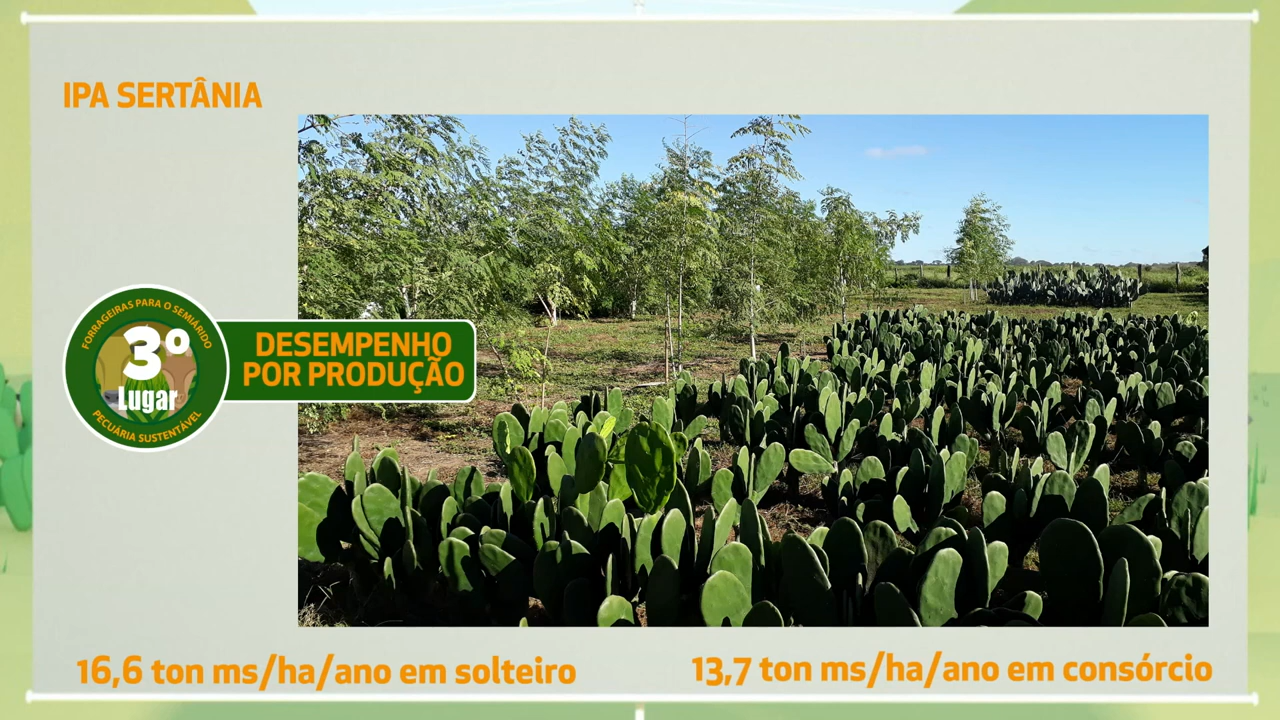 IPA SERTÂNIA
FORRAGEIRAS PARA O SEMIÁRIDO
3º
Lugar
PECUÁRIA SUSTENTÁVEL
DESEMPENHO
POR PRODUÇÃO
16,6 ton ms/ha/ano em solteiro
13,7 ton ms/ha/ano em consórcio